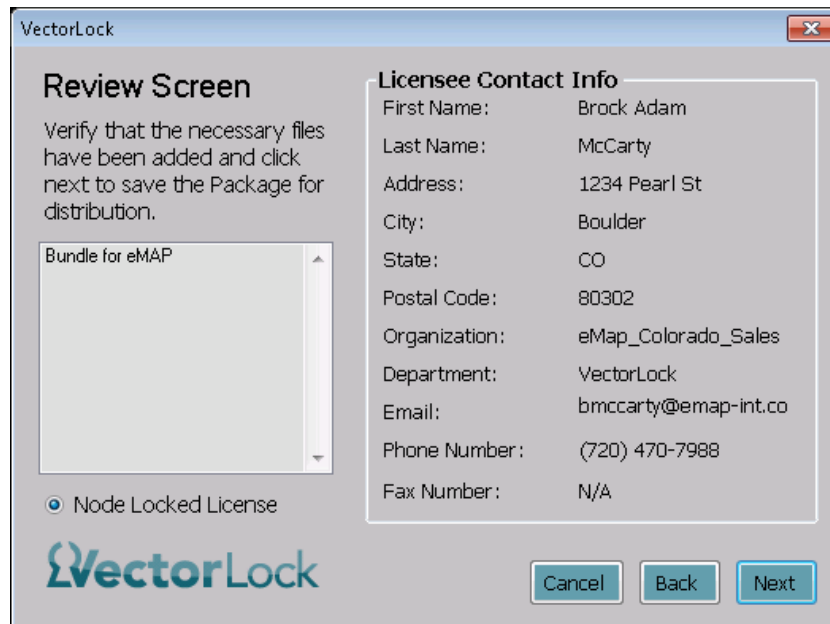 VectorLock
Review Screen
Verify that the necessary files
have been added and click
next to save the Package for
distribution.
Bundle for eMAP
Node Locked License
VectorLock
Licensee Contact Info
First Name: Brock Adam
Last Name: McCarty
Address: 1234 Pearl St
City: Boulder
State: CO
Postal Code: 80302
Organization: eMap_Colorado_Sales
Department: VectorLock
Email: bmccarty@emap-int.co
Phone Number: (720) 470-7988
Fax Number: N/A
Cancel Back Next